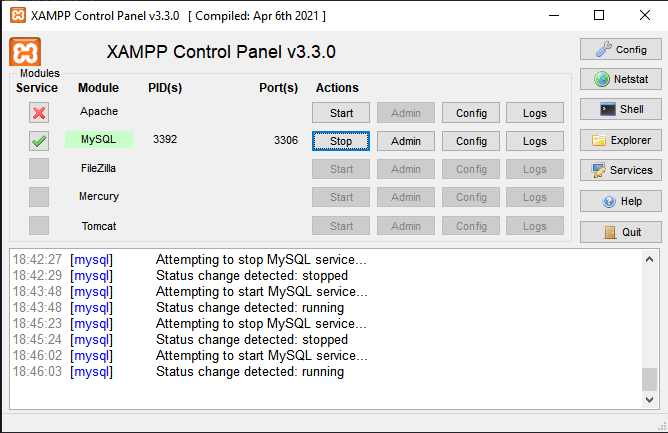 XAMPP Control Panel v3.3.0 [ Compiled: Apr 6th 2021 ]
XAMPP Control Panel v3.3.0
Config
Modules
Service Module PID(s) Port(s) Actions
Netstat
Apache Start Admin Config Logs
Shell
MySQL 3392 3306 Stop Admin Config Logs
Explorer
FileZilla Start Admin Config Logs
Services
Mercury Start Admin Config Logs
Help
Tomcat Start Admin Config Logs
Quit
18:42:27 [mysql] Attempting to stop MySQL service...
18:42:29 [mysql] Status change detected: stopped
18:43:48 [mysql] Attempting to start MySQL service...
18:43:48 [mysql] Status change detected: running
18:45:23 [mysql] Attempting to stop MySQL service...
18:45:24 [mysql] Status change detected: stopped
18:46:02 [mysql] Attempting to start MySQL service...
18:46:03 [mysql] Status change detected: running